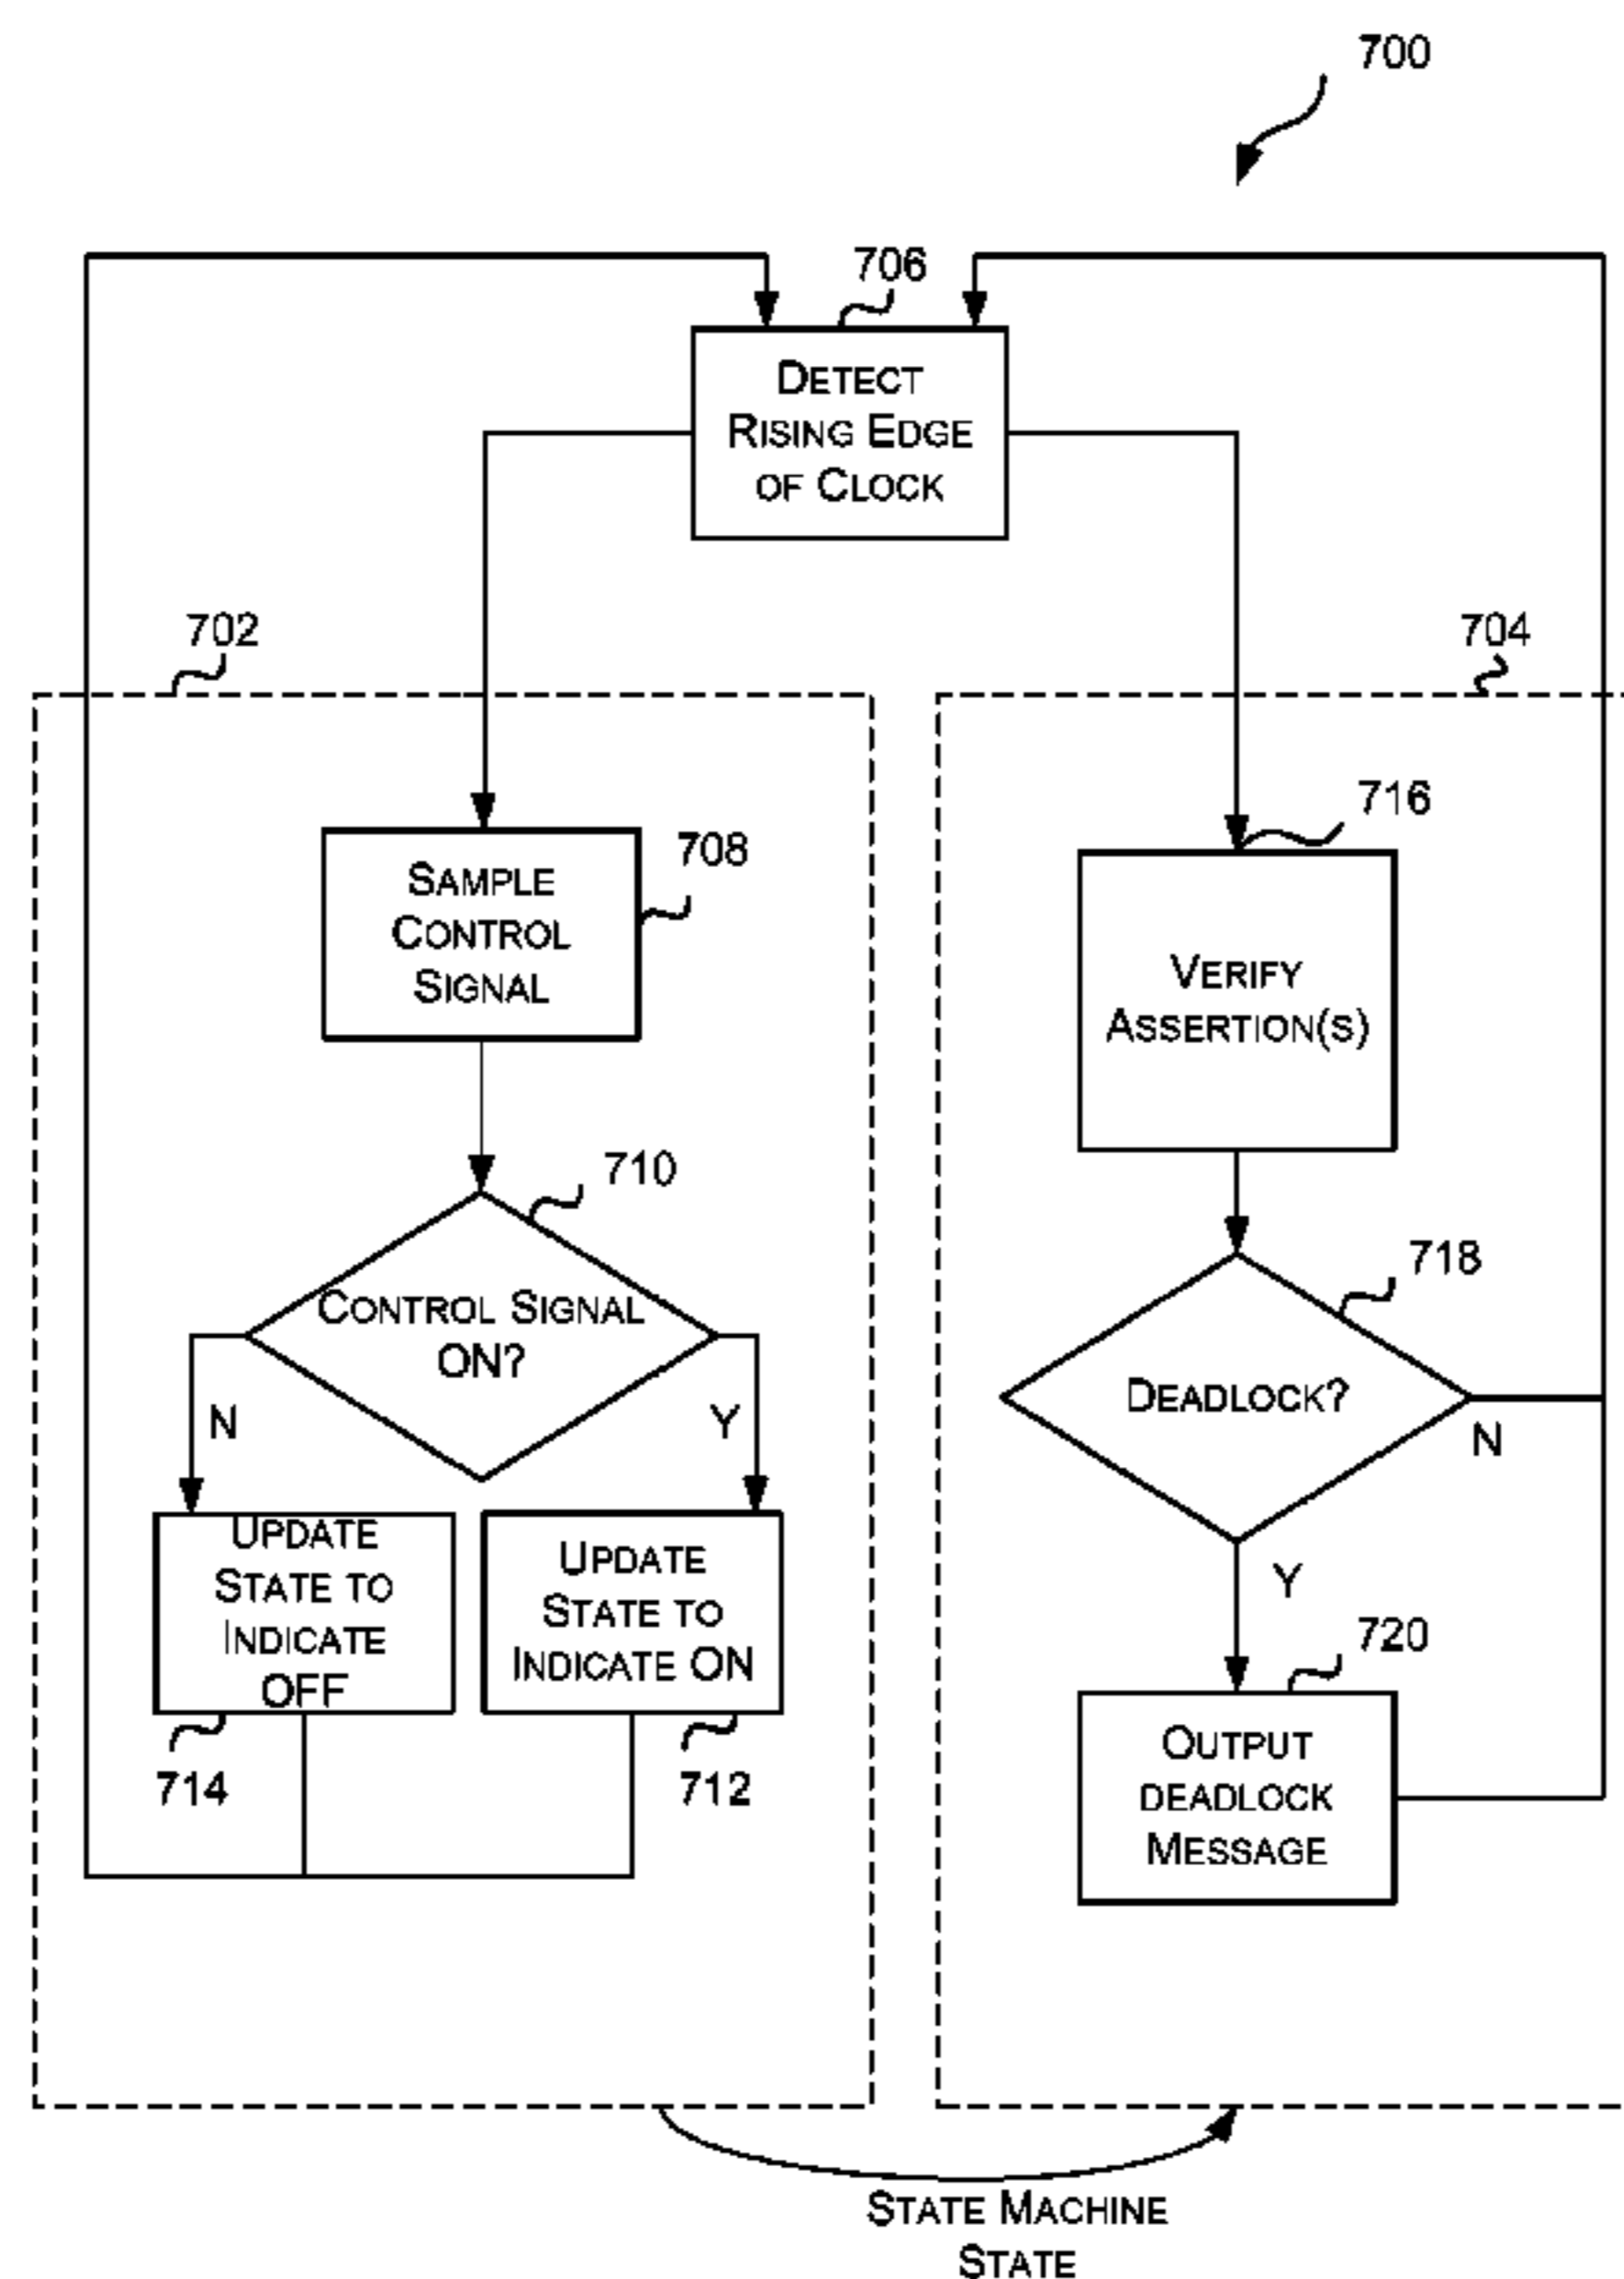 700
706
DETECT
RISING EDGE
OF CLOCK
702
704
708
SAMPLE
CONTROL
SIGNAL
716
VERIFY
ASSERTION(S)
710
CONTROL SIGNAL
ON?
N
Y
718
DEADLOCK?
N
Y
UPDATE
STATE TO
INDICATE
OFF
714
UPDATE
STATE TO
INDICATE ON
712
720
OUTPUT
DEADLOCK
MESSAGE
STATE MACHINE
STATE